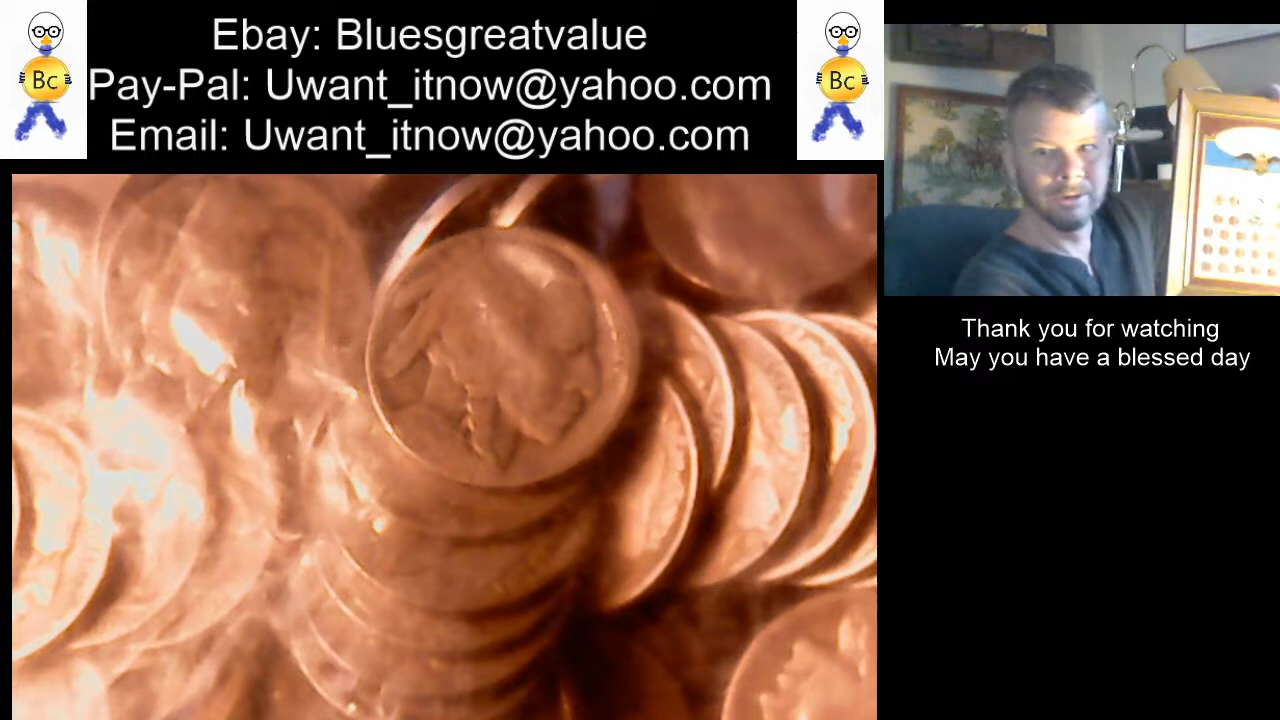 Ebay: Bluesgreatvalue
Pay-Pal: Uwant_itnow@yahoo.com
Email: Uwant_itnow@yahoo.com
Bc
Bc
Thank you for watching
May you have a blessed day